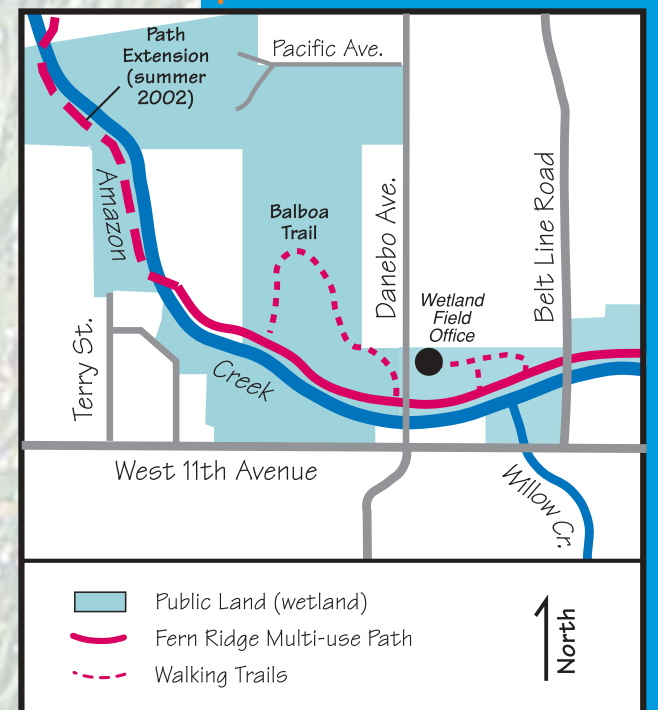 Path
Extension
(summer
2002)
Pacific Ave.
Amazon
Balboa
Trail
Danebo Ave.
Belt Line Road
Wetland
Field
Office
Terry St.
Creek
West 11th Avenue
Willow Cr.
Public Land (wetland)
Fern Ridge Multi-use Path
Walking Trails
North